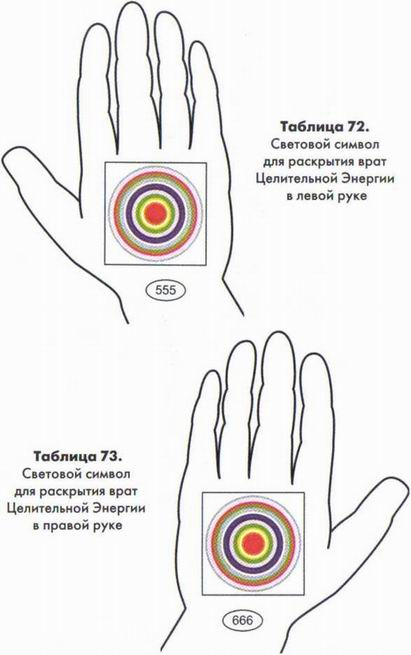 Таблица 72.
Световой символ
для раскрытия врат
Целительной Энергии
в левой руке
555
Таблица 73.
Световой символ
для раскрытия врат
Целительной Энергии
в правой руке
666